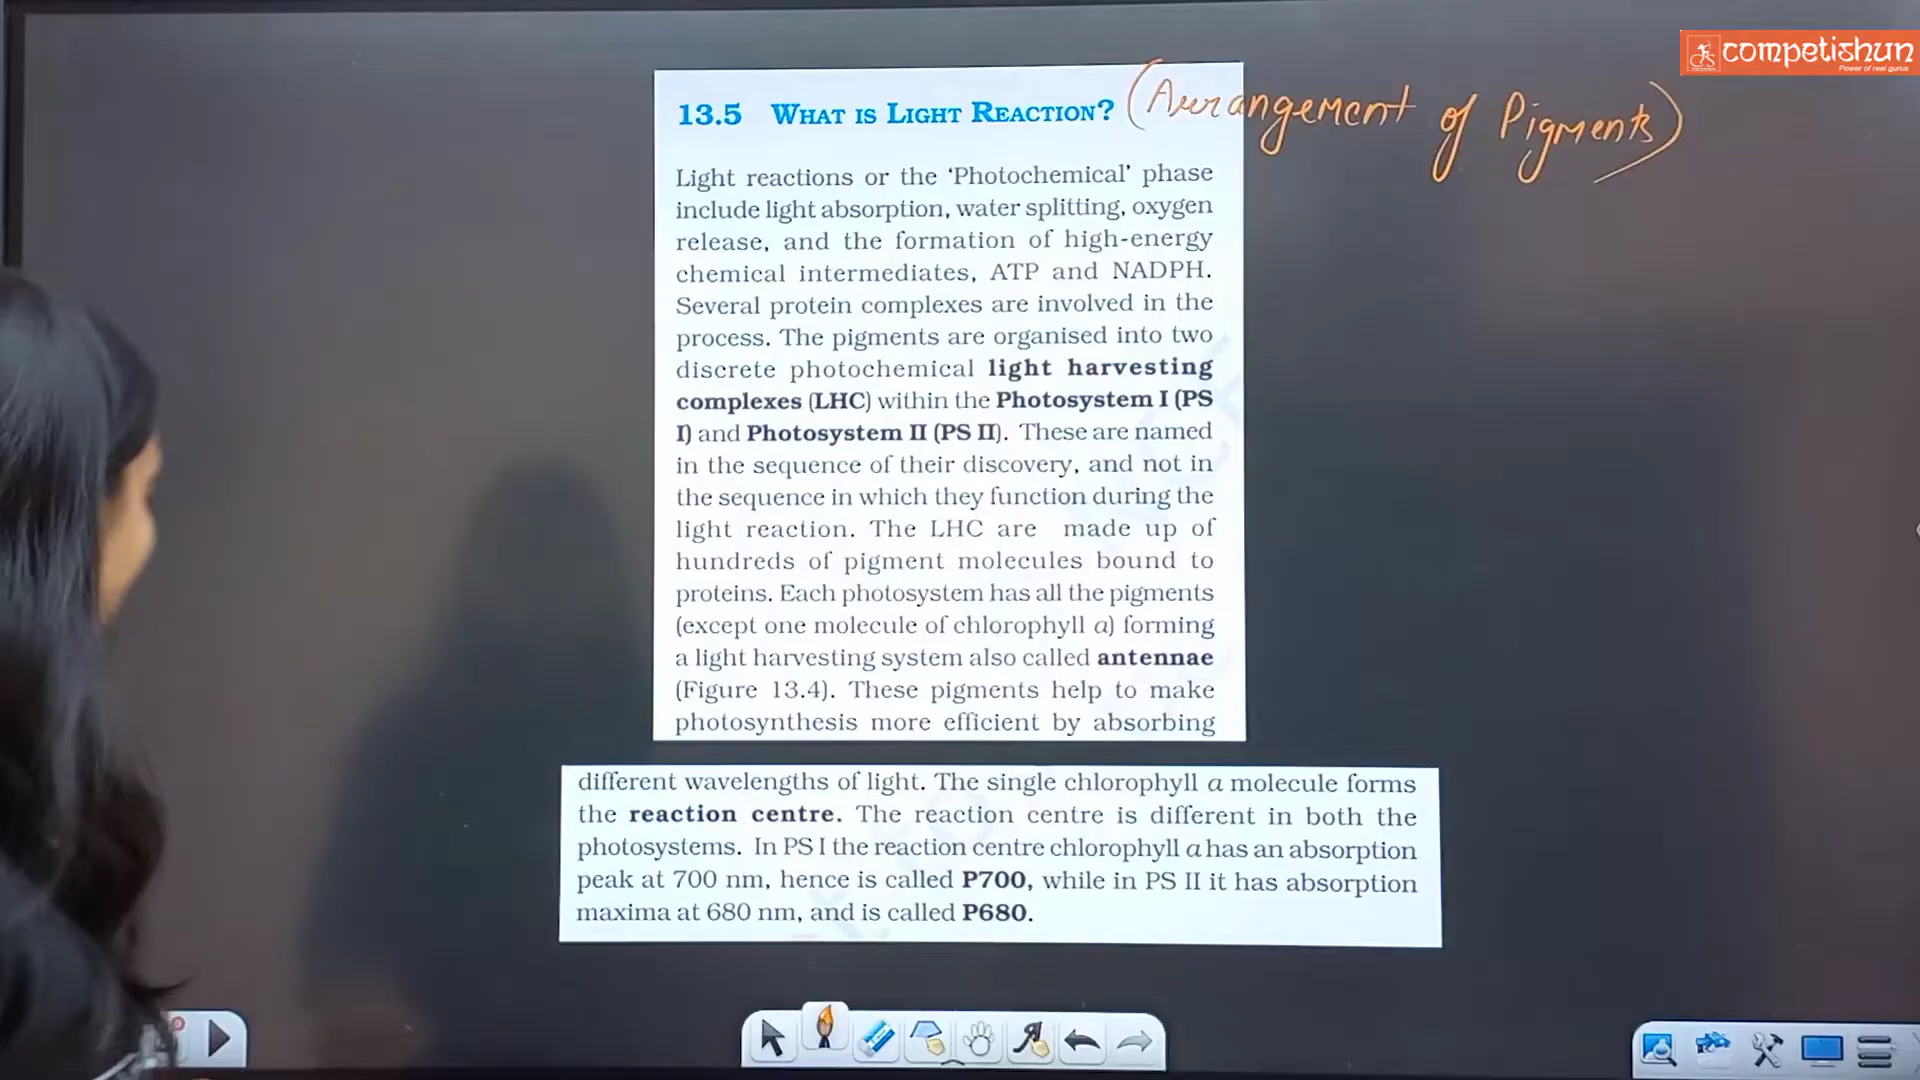 competishun
Power of real gurus
13.5 WHAT IS LIGHT REACTION? (Arrangement of Pigments)
Light reactions or the ‘Photochemical’ phase
include light absorption, water splitting, oxygen
release, and the formation of high-energy
chemical intermediates, ATP and NADPH.
Several protein complexes are involved in the
process. The pigments are organised into two
discrete photochemical light harvesting
complexes (LHC) within the Photosystem I (PS
I) and Photosystem II (PS II). These are named
in the sequence of their discovery, and not in
the sequence in which they function during the
light reaction. The LHC are made up of
hundreds of pigment molecules bound to
proteins. Each photosystem has all the pigments
(except one molecule of chlorophyll a) forming
a light harvesting system also called antennae
(Figure 13.4). These pigments help to make
photosynthesis more efficient by absorbing
different wavelengths of light. The single chlorophyll a molecule forms
the reaction centre. The reaction centre is different in both the
photosystems. In PS I the reaction centre chlorophyll a has an absorption
peak at 700 nm, hence is called P700, while in PS II it has absorption
maxima at 680 nm, and is called P680.